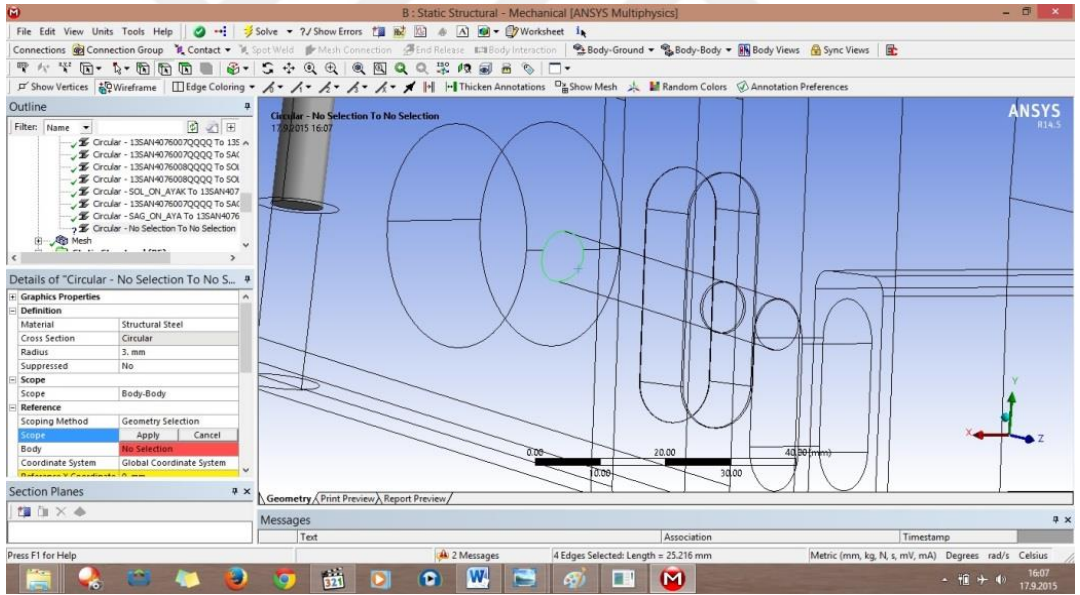 B : Static Structural - Mechanical [ANSYS Multiphysics]
File Edit View Units Tools Help Solve ?/ Show Errors Worksheet
Connections Connection Group Contact Spot Weld Mesh Connection End Release Body Interaction Body-Ground Body-Body Body Views Sync Views
Show Vertices Wireframe Edge Coloring Thicken Annotations Show Mesh Random Colors Annotation Preferences
Outline
Filter: Name
Circular - 13SAN4076007QQQQ To 13S
Circular - 13SAN4076007QQQQ To SAG
Circular - 13SAN4076008QQQQ To SOL
Circular - 13SAN4076008QQQQ To SOL
Circular - SOL_ON_AYAK To 13SAN407
Circular - 13SAN4076007QQQQ To SAG
Circular - SAG_ON_AYA To 13SAN4076
Circular - No Selection To No Selection
Mesh
Details of "Circular - No Selection To No S...
Graphics Properties
Definition
Material Structural Steel
Cross Section Circular
Radius 3. mm
Suppressed No
Scope
Scope Body-Body
Reference
Scoping Method Geometry Selection
Scope Apply Cancel
Body No Selection
Coordinate System Global Coordinate System
Reference X Coordinate 0. mm
Section Planes
Circular - No Selection To No Selection
17.9.2015 16:07
ANSYS
R14.5
Y
X Z
0.00 20.00 40.00 (mm)
10.00 30.00
Geometry Print Preview Report Preview
Messages
Text Association Timestamp
Press F1 for Help 2 Messages 4 Edges Selected: Length = 25.216 mm Metric (mm, kg, N, s, mV, mA) Degrees rad/s Celsius
321
16:07
17.9.2015